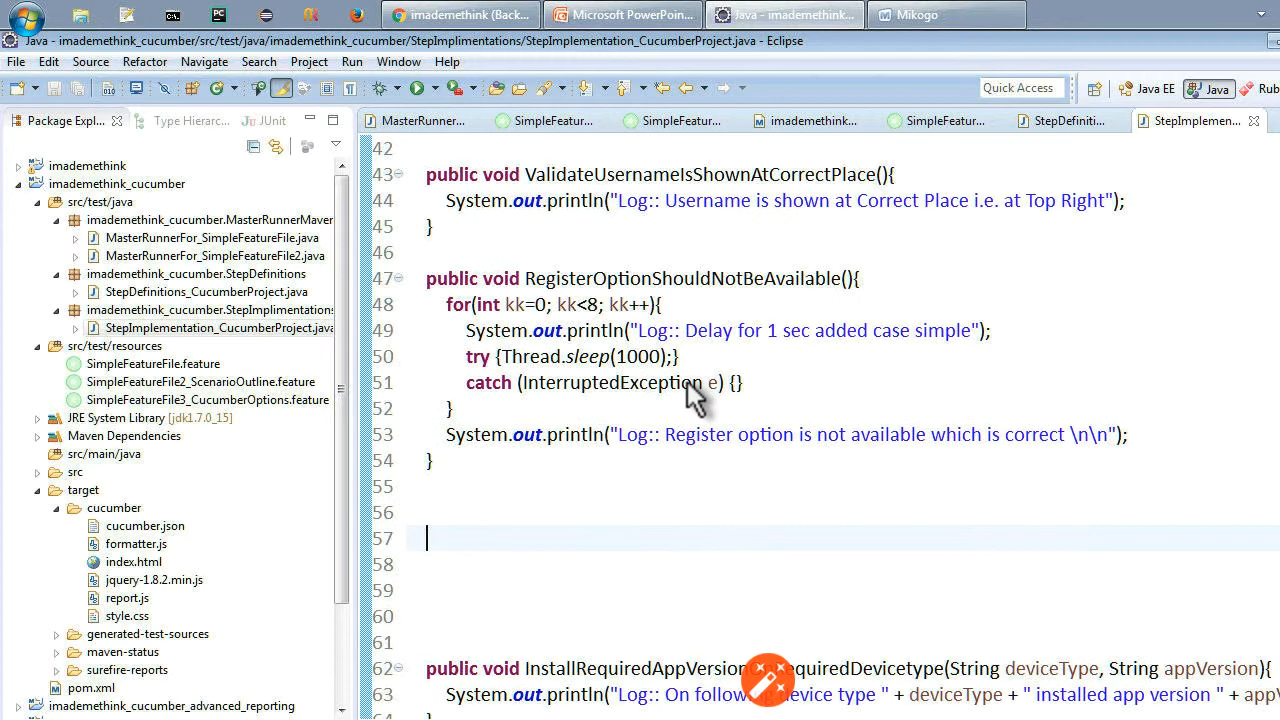 imademethink (Back...
Microsoft PowerPoin...
Java - imademethink...
Mikogo
Java - imademethink_cucumber/src/test/java/imademethink_cucumber/StepImplimentations/StepImplementation_CucumberProject.java - Eclipse
File Edit Source Refactor Navigate Search Project Run Window Help
Quick Access
Java EE
Java
Rub
Package Expl...
Type Hierarc...
JUnit
MasterRunner...
SimpleFeatur...
SimpleFeatur...
imademethink...
SimpleFeatur...
StepDefiniti...
StepImplemen...
imademethink
imademethink_cucumber
src/test/java
imademethink_cucumber.MasterRunnerMaver
MasterRunnerFor_SimpleFeatureFile.java
MasterRunnerFor_SimpleFeatureFile2.java
imademethink_cucumber.StepDefinitions
StepDefinitions_CucumberProject.java
imademethink_cucumber.StepImplimentations
StepImplementation_CucumberProject.java
src/test/resources
SimpleFeatureFile.feature
SimpleFeatureFile2_ScenarioOutline.feature
SimpleFeatureFile3_CucumberOptions.feature
JRE System Library [jdk1.7.0_15]
Maven Dependencies
src/main/java
src
target
cucumber
cucumber.json
formatter.js
index.html
jquery-1.8.2.min.js
report.js
style.css
generated-test-sources
maven-status
surefire-reports
pom.xml
imademethink_cucumber_advanced_reporting
42
43 public void ValidateUsernameIsShownAtCorrectPlace(){
44 System.out.println("Log:: Username is shown at Correct Place i.e. at Top Right");
45 }
46
47 public void RegisterOptionShouldNotBeAvailable(){
48 for(int kk=0; kk<8; kk++){
49 System.out.println("Log:: Delay for 1 sec added case simple");
50 try {Thread.sleep(1000);}
51 catch (InterruptedException e) {}
52 }
53 System.out.println("Log:: Register option is not available which is correct \n\n");
54 }
55
56
57
58
59
60
61
62 public void InstallRequiredAppVersionOnRequiredDevicetype(String deviceType, String appVersion){
63 System.out.println("Log:: On following device type " + deviceType + " installed app version " + appV